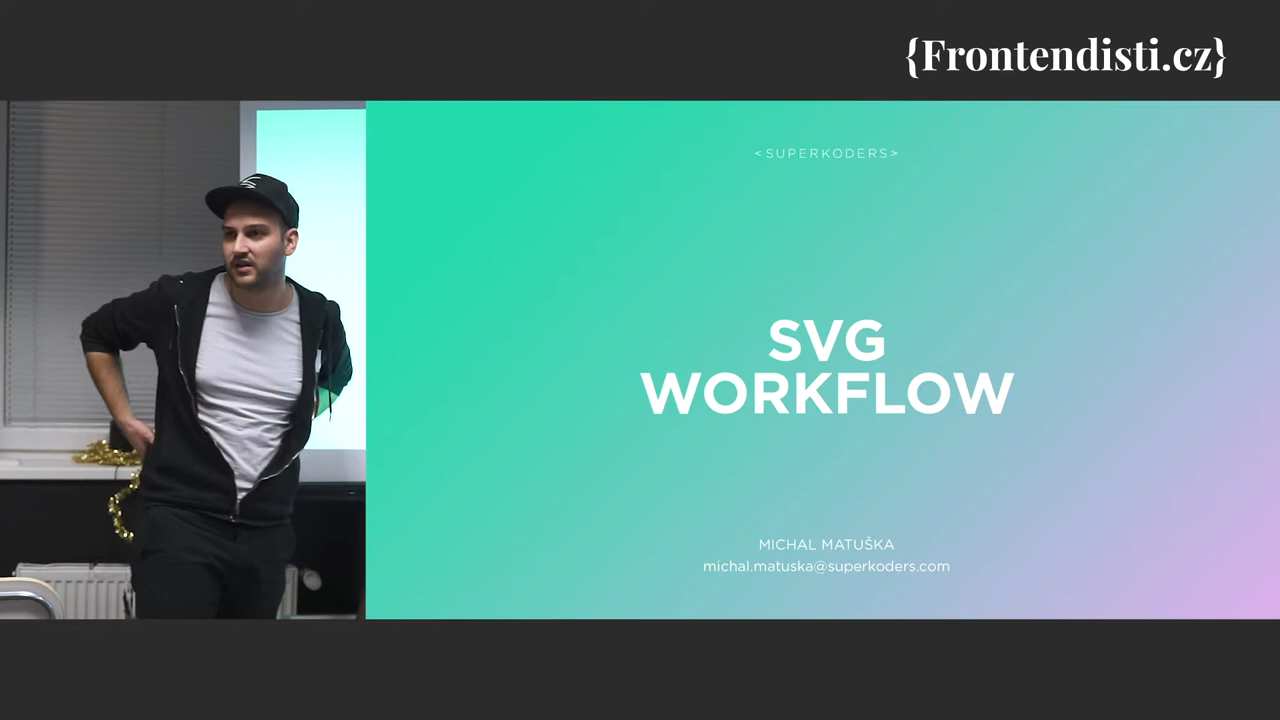 {Frontendisti.cz}
<SUPERKODERS>
SVG
WORKFLOW
MICHAL MATUŠKA
michal.matuska@superkoders.com